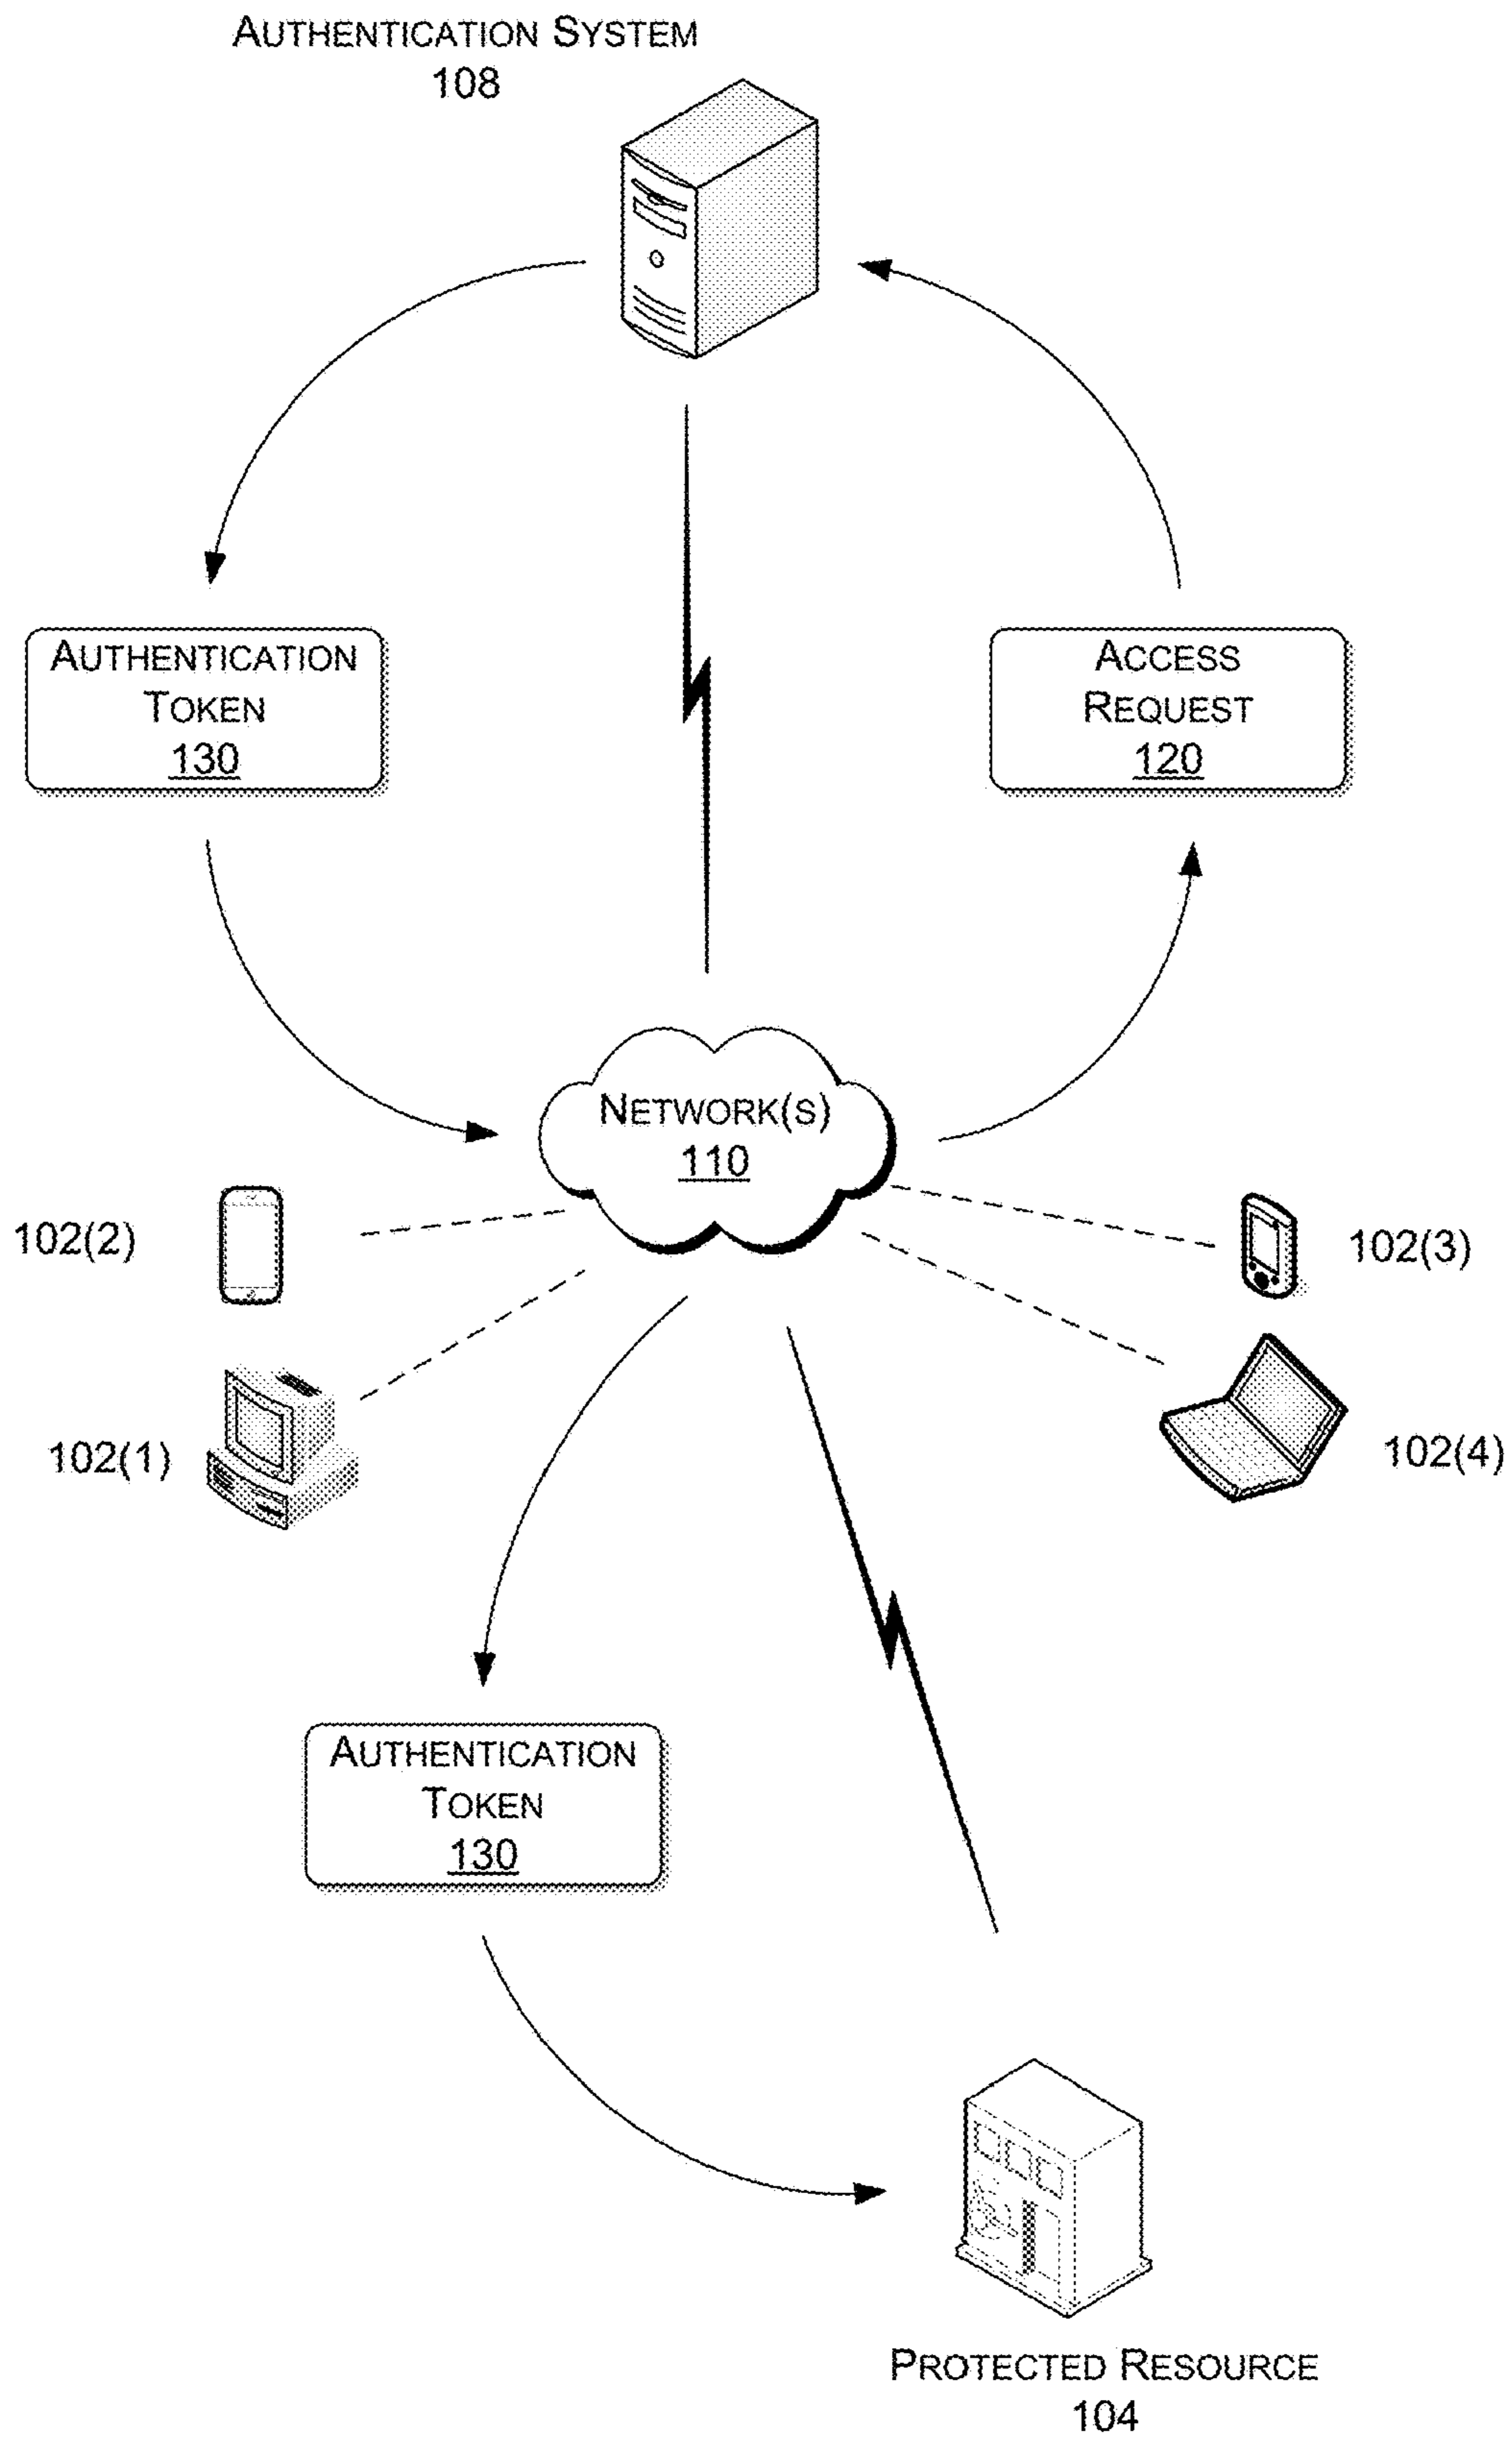 AUTHENTICATION SYSTEM
108
AUTHENTICATION
TOKEN
130
ACCESS
REQUEST
120
NETWORK(S)
110
102(2)
102(3)
102(1)
102(4)
AUTHENTICATION
TOKEN
130
PROTECTED RESOURCE
104